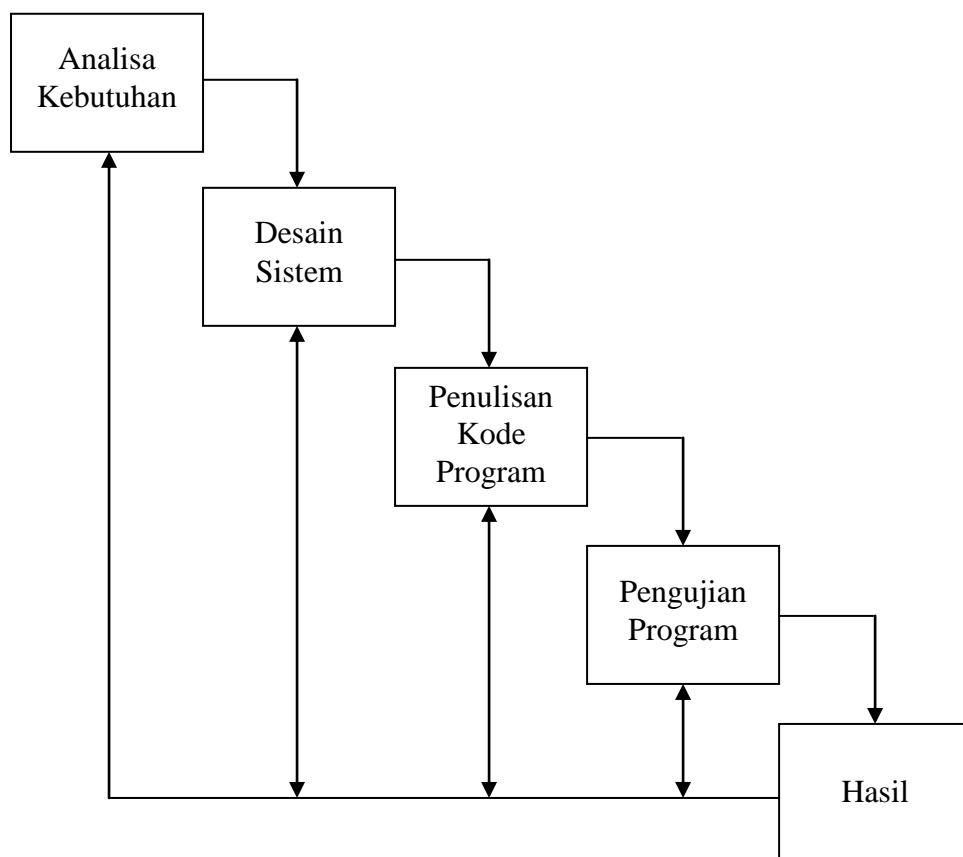 Analisa
Kebutuhan
Desain
Sistem
Penulisan
Kode
Program
Pengujian
Program
Hasil